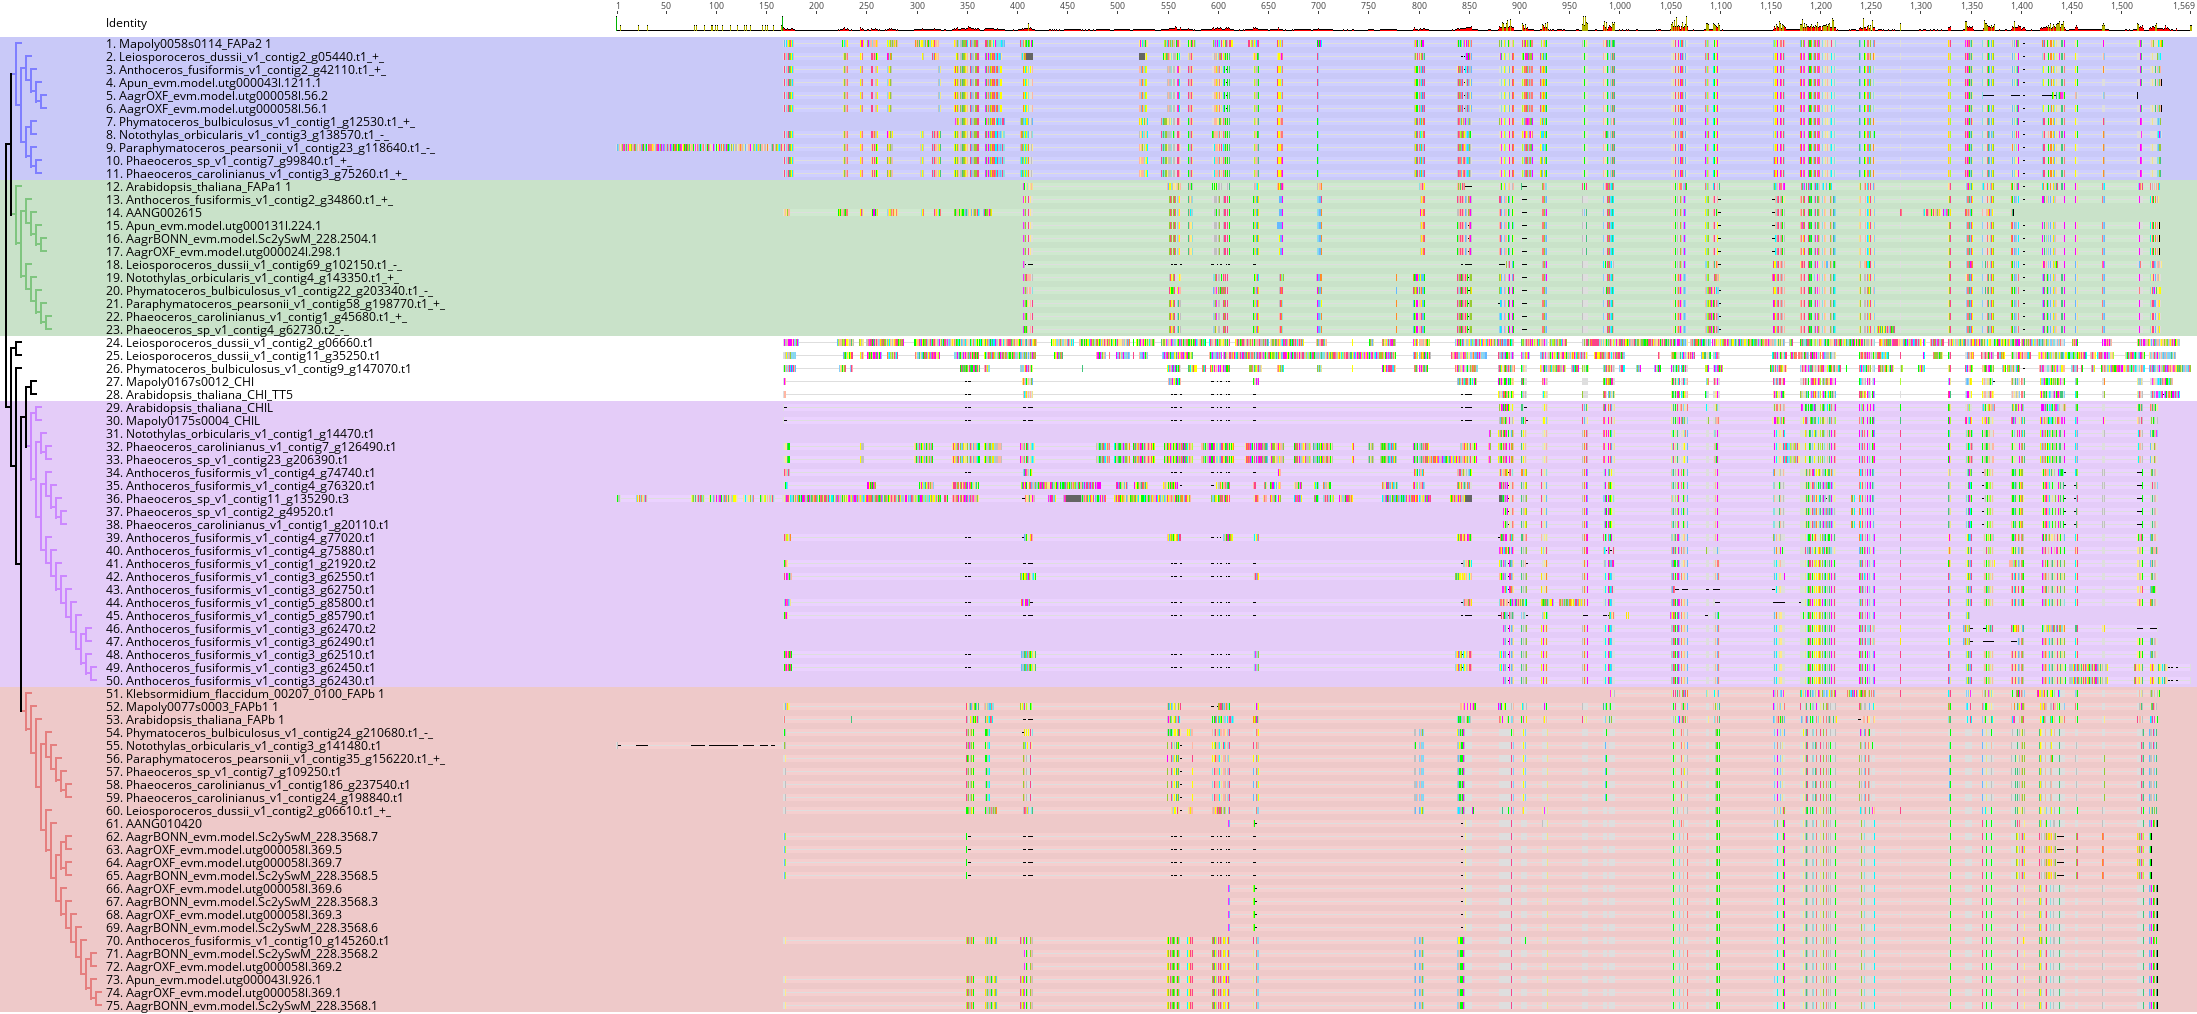 1 50 100 150 200 250 300 350 400 450 500 550 600 650 700 750 800 850 900 950 1,000 1,050 1,100 1,150 1,200 1,250 1,300 1,350 1,400 1,450 1,500 1,569
Identity
1. Mapoly0058s0114_FAPa2 1
2. Leiosporoceros_dussii_v1_contig2_g05440.t1_+_
3. Anthoceros_fusiformis_v1_contig2_g42110.t1_+_
4. Apun_evm.model.utg000043l.1211.1
5. AagrOXF_evm.model.utg000058l.56.2
6. AagrOXF_evm.model.utg000058l.56.1
7. Phymatoceros_bulbiculosus_v1_contig1_g12530.t1_+_
8. Notothylas_orbicularis_v1_contig3_g138570.t1_-_
9. Paraphymatoceros_pearsonii_v1_contig23_g118640.t1_-_
10. Phaeoceros_sp_v1_contig7_g99840.t1_+_
11. Phaeoceros_carolinianus_v1_contig3_g75260.t1_+_
12. Arabidopsis_thaliana_FAPa1 1
13. Anthoceros_fusiformis_v1_contig2_g34860.t1_+_
14. AANG002615
15. Apun_evm.model.utg000131l.224.1
16. AagrBONN_evm.model.Sc2ySwM_228.2504.1
17. AagrOXF_evm.model.utg000024l.298.1
18. Leiosporoceros_dussii_v1_contig69_g102150.t1_-_
19. Notothylas_orbicularis_v1_contig4_g143350.t1_+_
20. Phymatoceros_bulbiculosus_v1_contig22_g203340.t1_-_
21. Paraphymatoceros_pearsonii_v1_contig58_g198770.t1_+_
22. Phaeoceros_carolinianus_v1_contig1_g45680.t1_+_
23. Phaeoceros_sp_v1_contig4_g62730.t2_-_
24. Leiosporoceros_dussii_v1_contig2_g06660.t1
25. Leiosporoceros_dussii_v1_contig11_g35250.t1
26. Phymatoceros_bulbiculosus_v1_contig9_g147070.t1
27. Mapoly0167s0012_CHI
28. Arabidopsis_thaliana_CHI_TT5
29. Arabidopsis_thaliana_CHIL
30. Mapoly0175s0004_CHIL
31. Notothylas_orbicularis_v1_contig1_g14470.t1
32. Phaeoceros_carolinianus_v1_contig7_g126490.t1
33. Phaeoceros_sp_v1_contig23_g206390.t1
34. Anthoceros_fusiformis_v1_contig4_g74740.t1
35. Anthoceros_fusiformis_v1_contig4_g76320.t1
36. Phaeoceros_sp_v1_contig11_g135290.t3
37. Phaeoceros_sp_v1_contig2_g49520.t1
38. Phaeoceros_carolinianus_v1_contig1_g20110.t1
39. Anthoceros_fusiformis_v1_contig4_g77020.t1
40. Anthoceros_fusiformis_v1_contig4_g75880.t1
41. Anthoceros_fusiformis_v1_contig1_g21920.t2
42. Anthoceros_fusiformis_v1_contig3_g62550.t1
43. Anthoceros_fusiformis_v1_contig3_g62750.t1
44. Anthoceros_fusiformis_v1_contig5_g85800.t1
45. Anthoceros_fusiformis_v1_contig5_g85790.t1
46. Anthoceros_fusiformis_v1_contig3_g62470.t2
47. Anthoceros_fusiformis_v1_contig3_g62490.t1
48. Anthoceros_fusiformis_v1_contig3_g62510.t1
49. Anthoceros_fusiformis_v1_contig3_g62450.t1
50. Anthoceros_fusiformis_v1_contig3_g62430.t1
51. Klebsormidium_flaccidum_00207_0100_FAPb 1
52. Mapoly0077s0003_FAPb1 1
53. Arabidopsis_thaliana_FAPb 1
54. Phymatoceros_bulbiculosus_v1_contig24_g210680.t1_-_
55. Notothylas_orbicularis_v1_contig3_g141480.t1
56. Paraphymatoceros_pearsonii_v1_contig35_g156220.t1_+_
57. Phaeoceros_sp_v1_contig7_g109250.t1
58. Phaeoceros_carolinianus_v1_contig186_g237540.t1
59. Phaeoceros_carolinianus_v1_contig24_g198840.t1
60. Leiosporoceros_dussii_v1_contig2_g06610.t1_+_
61. AANG010420
62. AagrBONN_evm.model.Sc2ySwM_228.3568.7
63. AagrOXF_evm.model.utg000058l.369.5
64. AagrOXF_evm.model.utg000058l.369.7
65. AagrBONN_evm.model.Sc2ySwM_228.3568.5
66. AagrOXF_evm.model.utg000058l.369.6
67. AagrBONN_evm.model.Sc2ySwM_228.3568.3
68. AagrOXF_evm.model.utg000058l.369.3
69. AagrBONN_evm.model.Sc2ySwM_228.3568.6
70. Anthoceros_fusiformis_v1_contig10_g145260.t1
71. AagrBONN_evm.model.Sc2ySwM_228.3568.2
72. AagrOXF_evm.model.utg000058l.369.2
73. Apun_evm.model.utg000043l.926.1
74. AagrOXF_evm.model.utg000058l.369.1
75. AagrBONN_evm.model.Sc2ySwM_228.3568.1